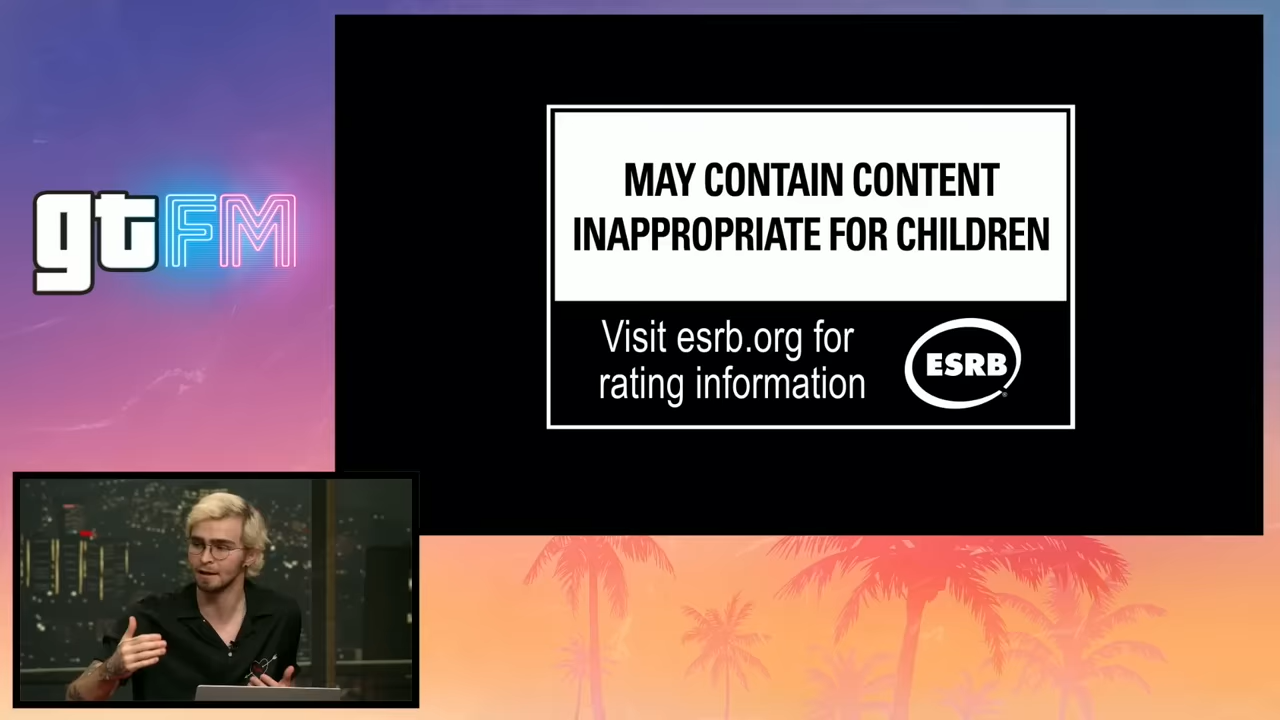 gtFM
MAY CONTAIN CONTENT
INAPPROPRIATE FOR CHILDREN
Visit esrb.org for
rating information
ESRB